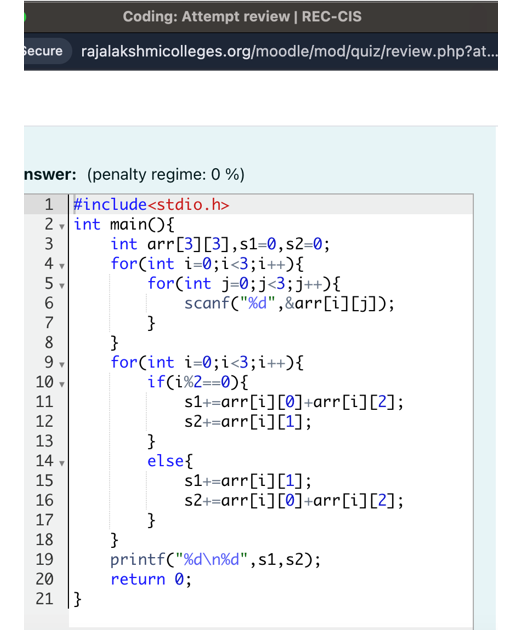 Coding: Attempt review | REC-CIS
Secure rajalakshmicolleges.org/moodle/mod/quiz/review.php?at...
nswer: (penalty regime: 0 %)
1 #include<stdio.h>
2 int main(){
3     int arr[3][3],s1=0,s2=0;
4     for(int i=0;i<3;i++){
5         for(int j=0;j<3;j++){
6             scanf("%d",&arr[i][j]);
7         }
8     }
9     for(int i=0;i<3;i++){
10         if(i%2==0){
11             s1+=arr[i][0]+arr[i][2];
12             s2+=arr[i][1];
13         }
14         else{
15             s1+=arr[i][1];
16             s2+=arr[i][0]+arr[i][2];
17         }
18     }
19     printf("%d\n%d",s1,s2);
20     return 0;
21 }